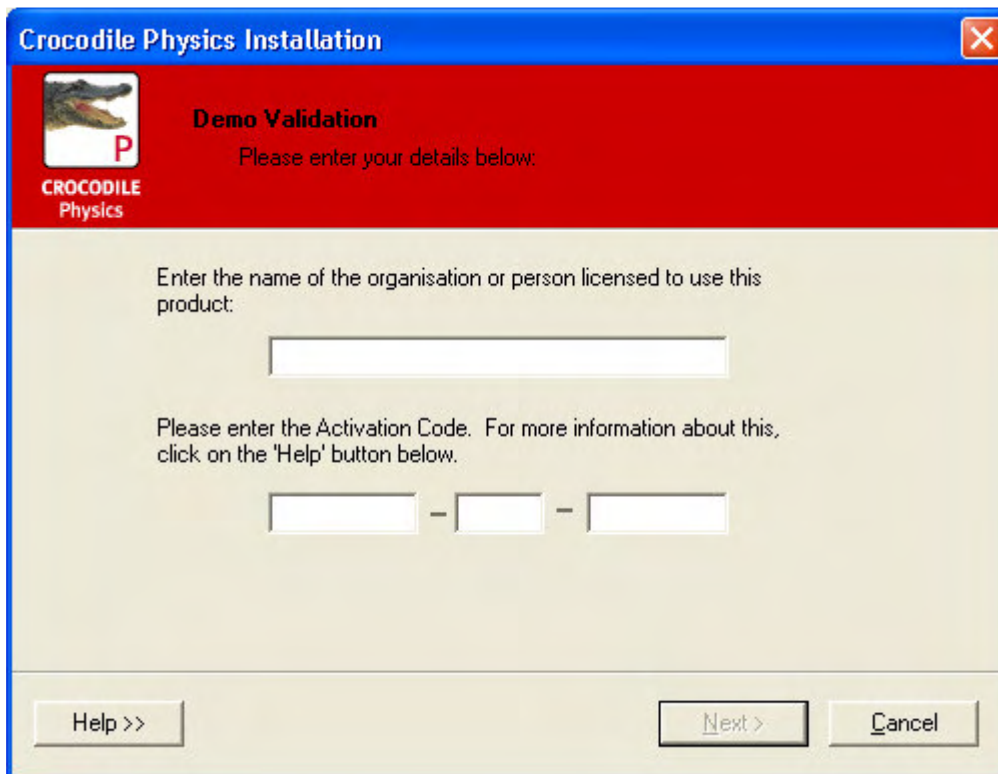 Crocodile Physics Installation
Demo Validation
Please enter your details below:
P
CROCODILE
Physics
Enter the name of the organisation or person licensed to use this
product:
Please enter the Activation Code.  For more information about this,
click on the 'Help' button below.
–
–
Help >>
Next >
Cancel